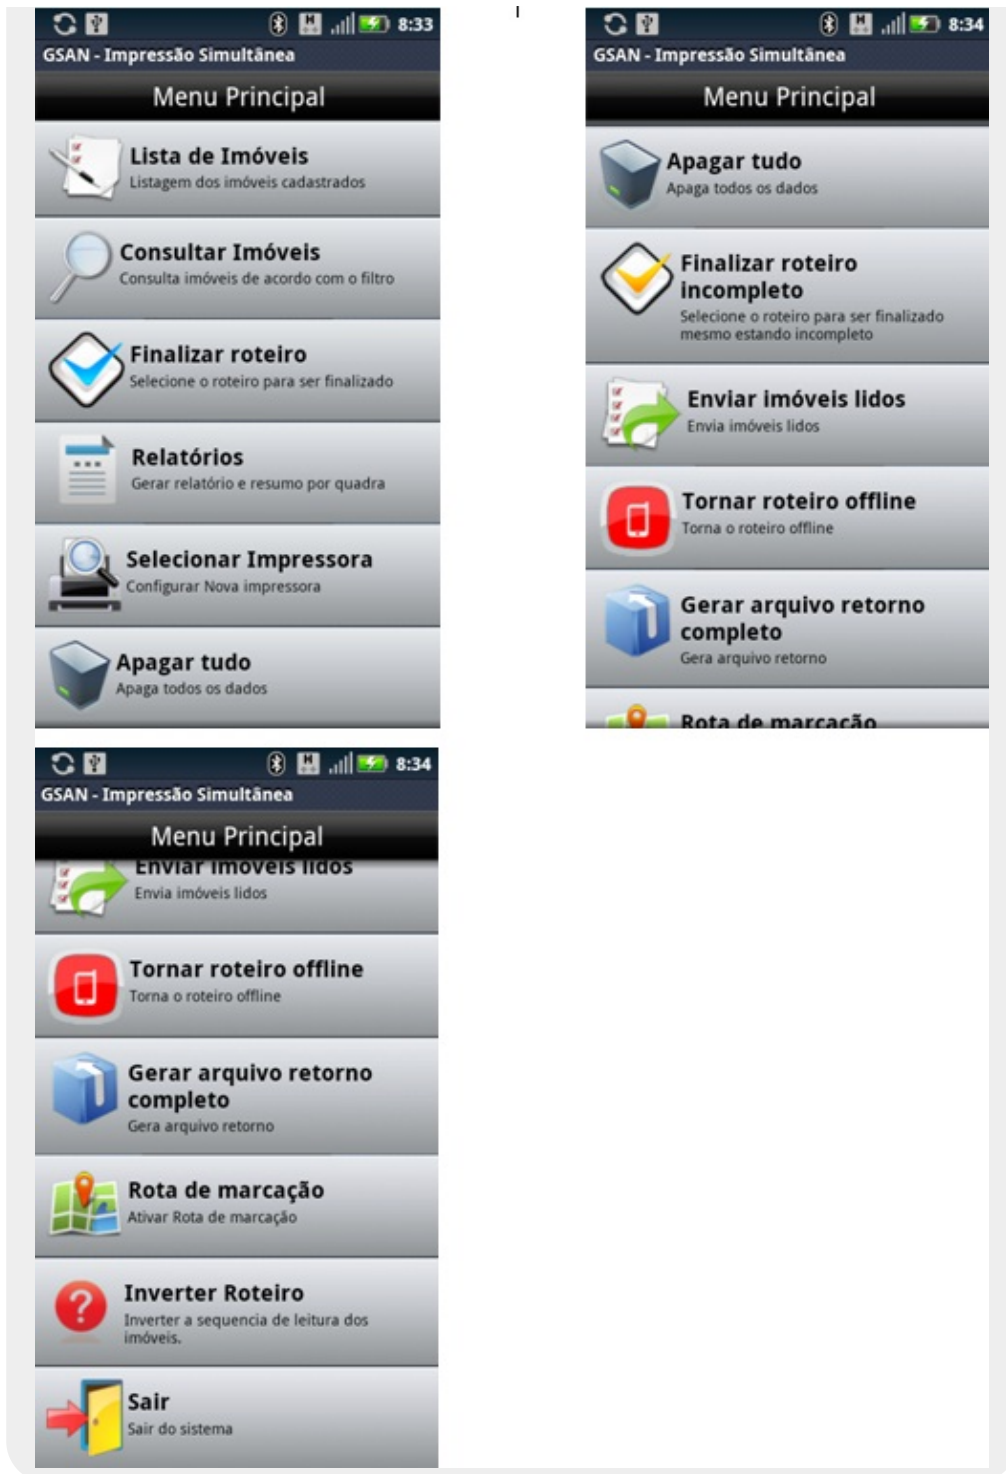 8:33
GSAN - Impressão Simultânea
Menu Principal
Lista de Imóveis
Listagem dos imóveis cadastrados
Consultar Imóveis
Consulta imóveis de acordo com o filtro
Finalizar roteiro
Selecione o roteiro para ser finalizado
Relatórios
Gerar relatório e resumo por quadra
Selecionar Impressora
Configurar Nova impressora
Apagar tudo
Apaga todos os dados
8:34
GSAN - Impressão Simultânea
Menu Principal
Apagar tudo
Apaga todos os dados
Finalizar roteiro
incompleto
Selecione o roteiro para ser finalizado
mesmo estando incompleto
Enviar imóveis lidos
Envia imóveis lidos
Tornar roteiro offline
Torna o roteiro offline
Gerar arquivo retorno
completo
Gera arquivo retorno
Rota de marcação
8:34
GSAN - Impressão Simultânea
Menu Principal
Enviar imóveis lidos
Envia imóveis lidos
Tornar roteiro offline
Torna o roteiro offline
Gerar arquivo retorno
completo
Gera arquivo retorno
Rota de marcação
Ativar Rota de marcação
Inverter Roteiro
Inverter a sequencia de leitura dos
imóveis.
Sair
Sair do sistema